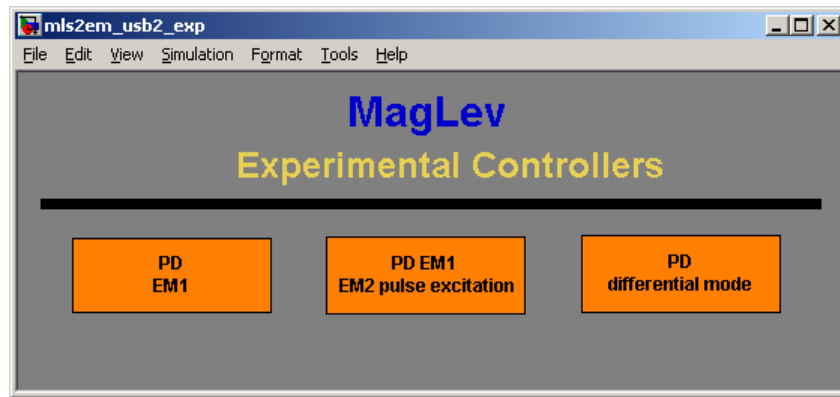 mls2em_usb2_exp
File Edit View Simulation Format Tools Help
MagLev
Experimental Controllers
PD
EM1
PD EM1
EM2 pulse excitation
PD
differential mode